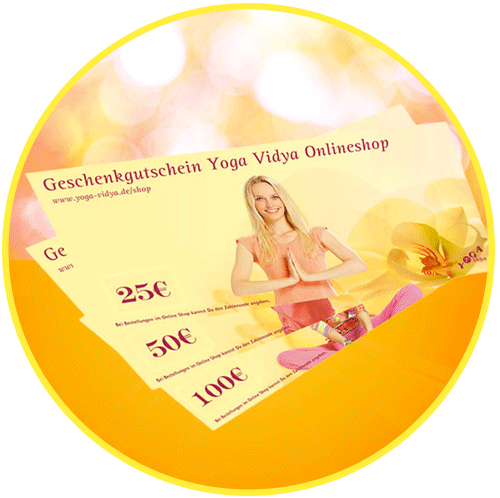 Geschenkgutschein Yoga Vidya Onlineshop
www.yoga-vidya.de/shop
YOGA
VIDYA
Ge
www
25€
Bei Bestellungen im Online Shop kannst Du den Zahlencode angeben.
50€
Bei Bestellungen im Online Shop kannst Du den Zahlencode angeben.
100€
Bei Bestellungen im Online Shop kannst Du den Zahlencode angeben.